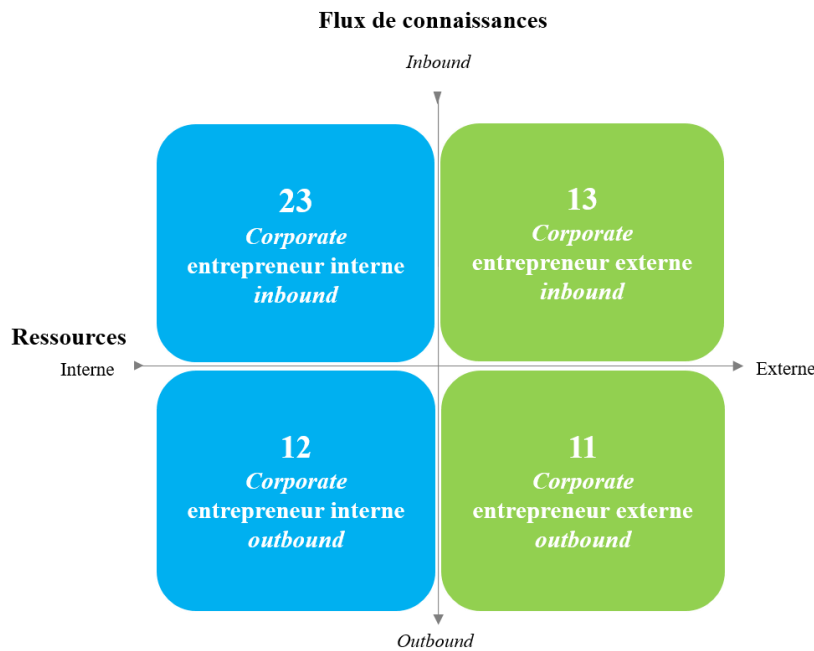 Flux de connaissances
Inbound
23
Corporate
entrepreneur interne
inbound
13
Corporate
entrepreneur externe
inbound
Ressources
Interne
Externe
12
Corporate
entrepreneur interne
outbound
11
Corporate
entrepreneur externe
outbound
Outbound